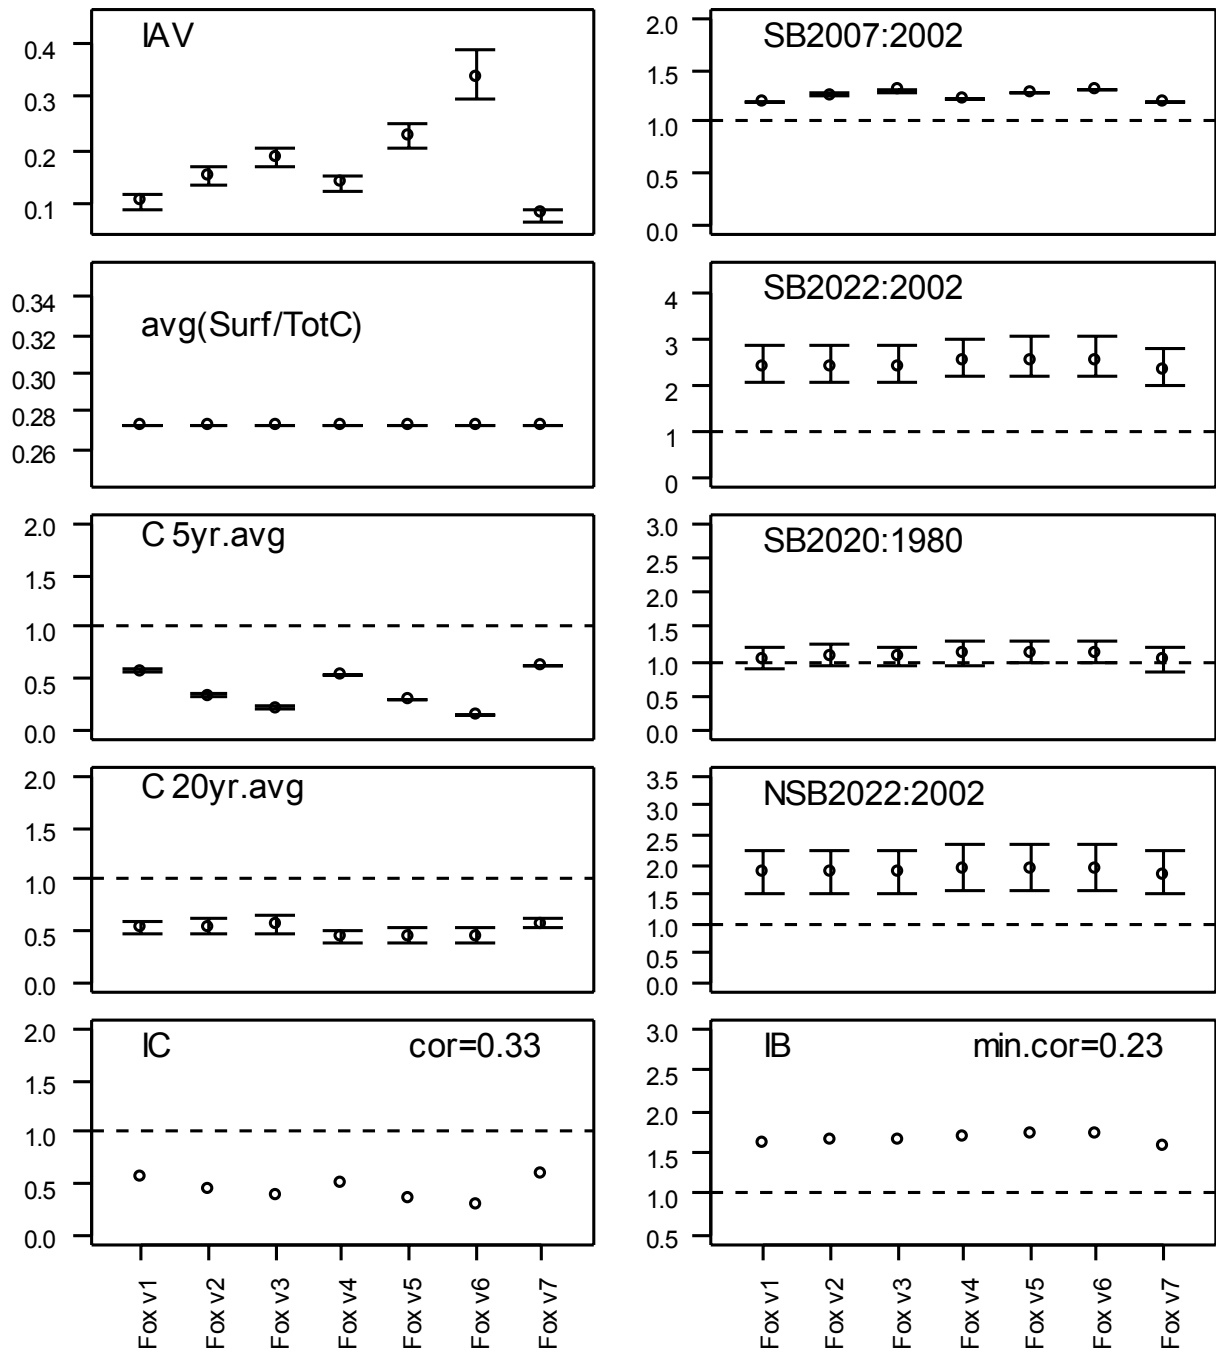 IAV
0.4
0.3
0.2
0.1
SB2007:2002
2.0
1.5
1.0
0.5
0.0
avg(Surf/TotC)
0.34
0.32
0.30
0.28
0.26
SB2022:2002
4
3
2
1
0
C 5yr.avg
2.0
1.5
1.0
0.5
0.0
SB2020:1980
3.0
2.5
2.0
1.5
1.0
0.5
0.0
C 20yr.avg
2.0
1.5
1.0
0.5
0.0
NSB2022:2002
3.5
3.0
2.5
2.0
1.5
1.0
0.5
0.0
IC cor=0.33
2.0
1.5
1.0
0.5
0.0
Fox v1
Fox v2
Fox v3
Fox v4
Fox v5
Fox v6
Fox v7
IB min.cor=0.23
3.0
2.5
2.0
1.5
1.0
0.5
Fox v1
Fox v2
Fox v3
Fox v4
Fox v5
Fox v6
Fox v7